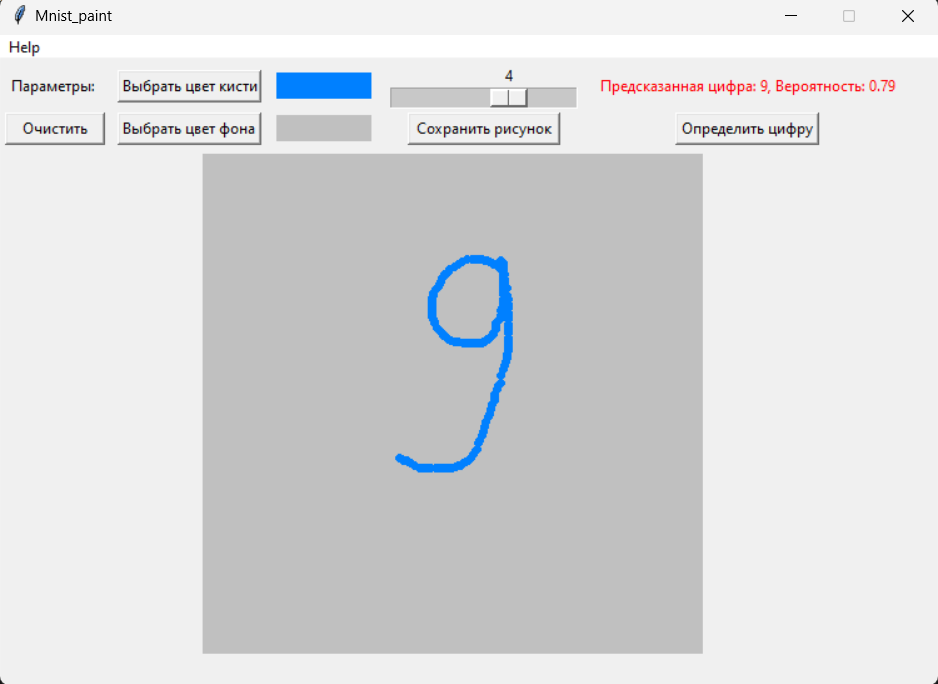 Mnist_paint
Help
Параметры: Выбрать цвет кисти 4 Предсказанная цифра: 9, Вероятность: 0.79
Очистить Выбрать цвет фона Сохранить рисунок Определить цифру
9